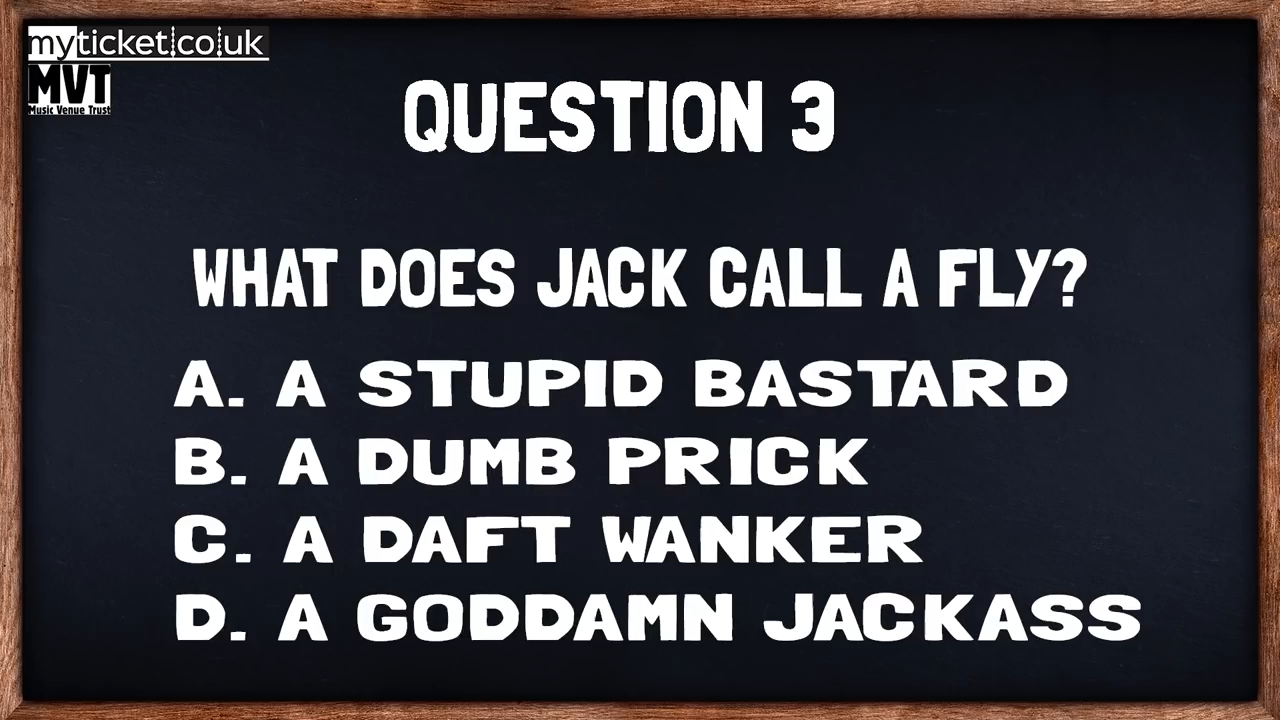 myticket.co.uk
MVT
Music Venue Trust
QUESTION 3
WHAT DOES JACK CALL A FLY?
A. A STUPID BASTARD
B. A DUMB PRICK
C. A DAFT WANKER
D. A GODDAMN JACKASS